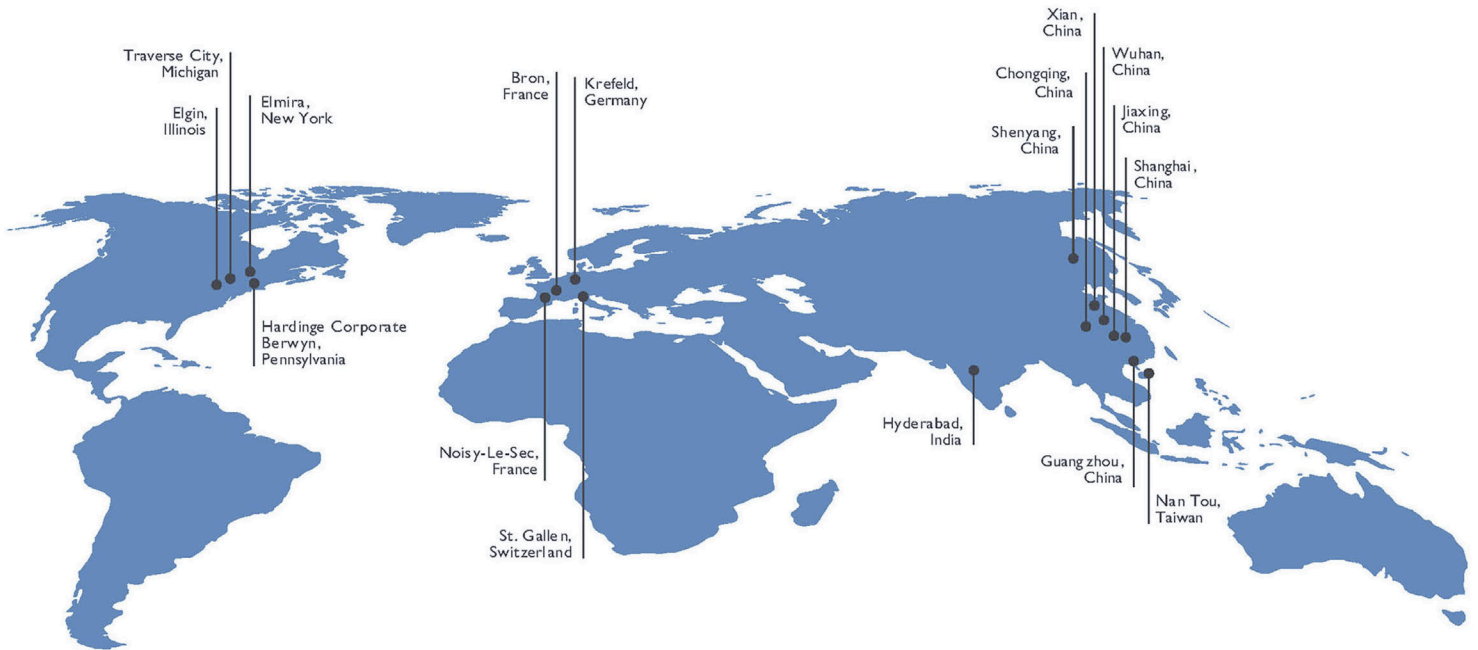 Traverse City,
Michigan
Elgin,
Illinois
Elmira,
New York
Hardinge Corporate
Berwyn,
Pennsylvania
Bron,
France
Krefeld,
Germany
Noisy-Le-Sec,
France
St. Gallen,
Switzerland
Xian,
China
Wuhan,
China
Chongqing,
China
Jiaxing,
China
Shenyang,
China
Shanghai,
China
Hyderabad,
India
Guangzhou,
China
Nan Tou,
Taiwan